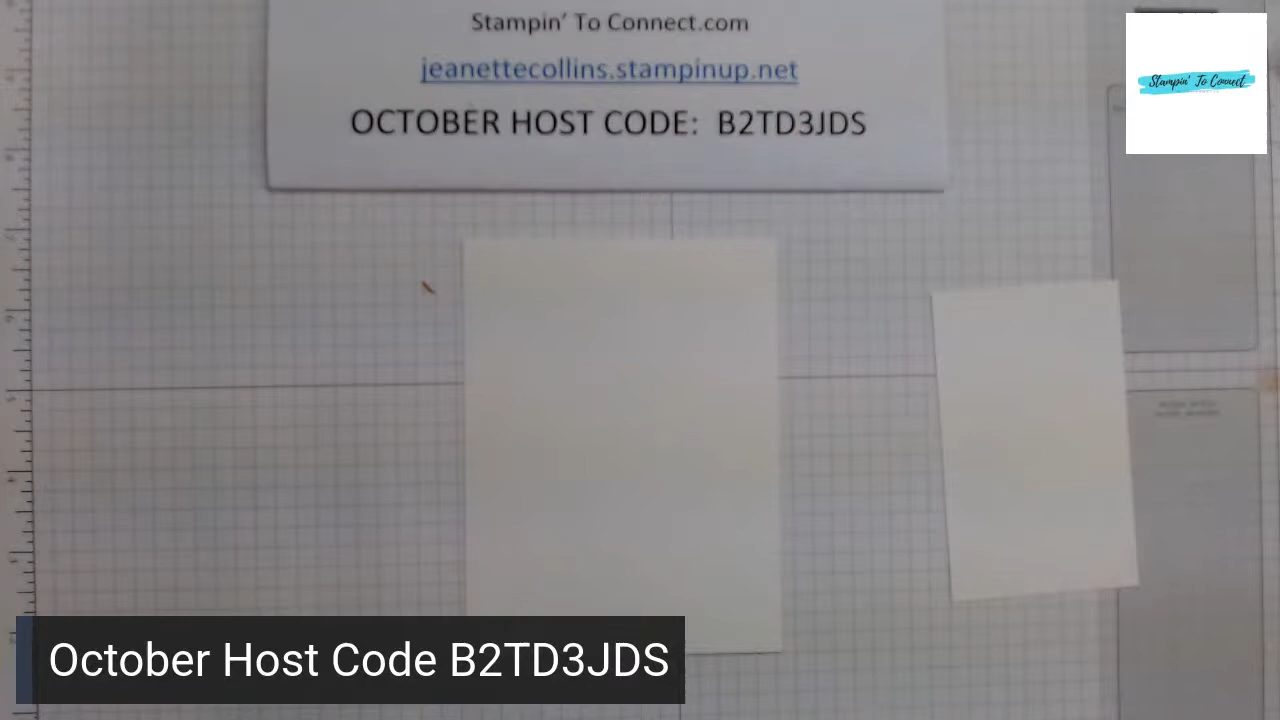 Stampin' To Connect.com
jeanettecollins.stampinup.net
OCTOBER HOST CODE: B2TD3JDS
Stampin' To Connect
October Host Code B2TD3JDS